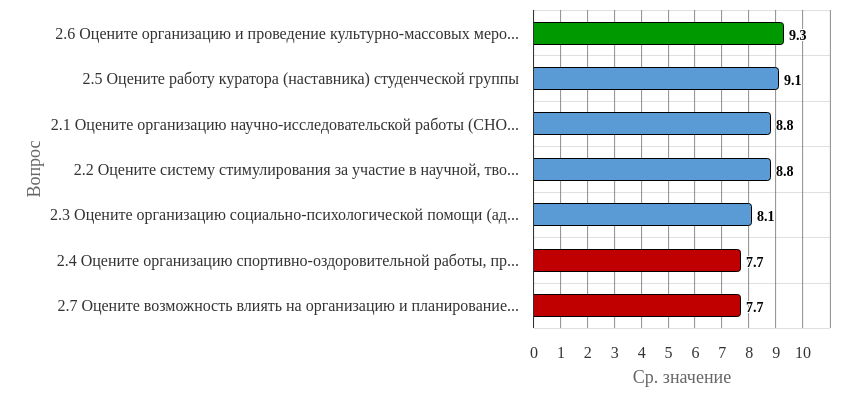 2.6 Оцените организацию и проведение культурно-массовых меро...
9.3
2.5 Оцените работу куратора (наставника) студенческой группы
9.1
2.1 Оцените организацию научно-исследовательской работы (СНО...
8.8
2.2 Оцените систему стимулирования за участие в научной, тво...
8.8
2.3 Оцените организацию социально-психологической помощи (ад...
8.1
2.4 Оцените организацию спортивно-оздоровительной работы, пр...
7.7
2.7 Оцените возможность влиять на организацию и планирование...
7.7
Вопрос
0 1 2 3 4 5 6 7 8 9 10
Ср. значение